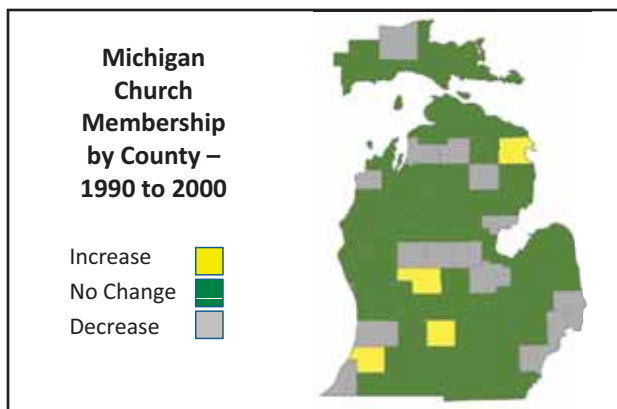 Michigan
Church
Membership
by County –
1990 to 2000
Increase
No Change
Decrease